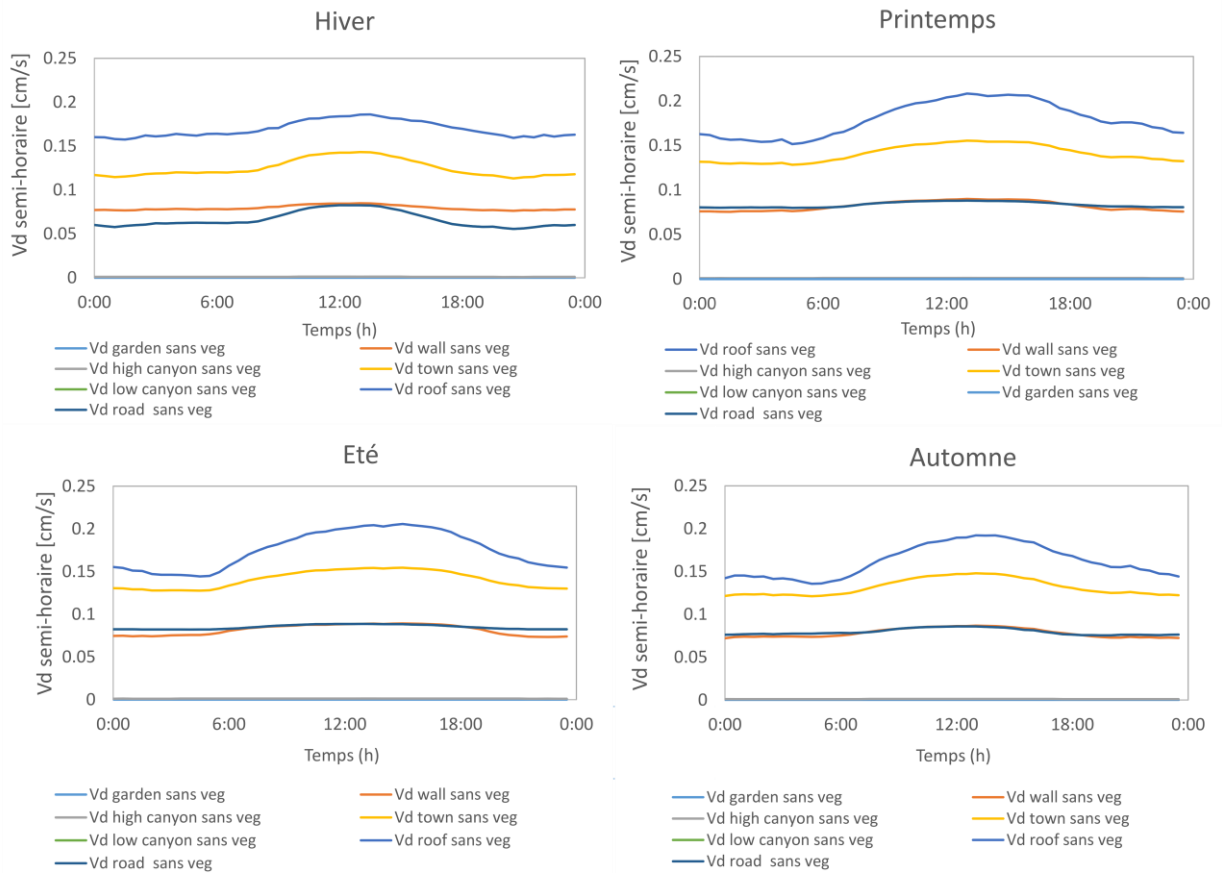 Hiver
Vd semi-horaire [cm/s]
0.25
0.2
0.15
0.1
0.05
0
0:00 6:00 12:00 18:00 0:00
Temps (h)
Vd garden sans veg Vd wall sans veg
Vd high canyon sans veg Vd town sans veg
Vd low canyon sans veg Vd roof sans veg
Vd road sans veg
Printemps
Vd semi-horaire [cm/s]
0.25
0.2
0.15
0.1
0.05
0
0:00 6:00 12:00 18:00 0:00
Temps (h)
Vd roof sans veg Vd wall sans veg
Vd high canyon sans veg Vd town sans veg
Vd low canyon sans veg Vd garden sans veg
Vd road sans veg
Eté
Vd semi-horaire [cm/s]
0.25
0.2
0.15
0.1
0.05
0
0:00 6:00 12:00 18:00 0:00
Temps (h)
Vd garden sans veg Vd wall sans veg
Vd high canyon sans veg Vd town sans veg
Vd low canyon sans veg Vd roof sans veg
Vd road sans veg
Automne
Vd semi-horaire [cm/s]
0.25
0.2
0.15
0.1
0.05
0
0:00 6:00 12:00 18:00 0:00
Temps (h)
Vd garden sans veg Vd wall sans veg
Vd high canyon sans veg Vd town sans veg
Vd low canyon sans veg Vd roof sans veg
Vd road sans veg